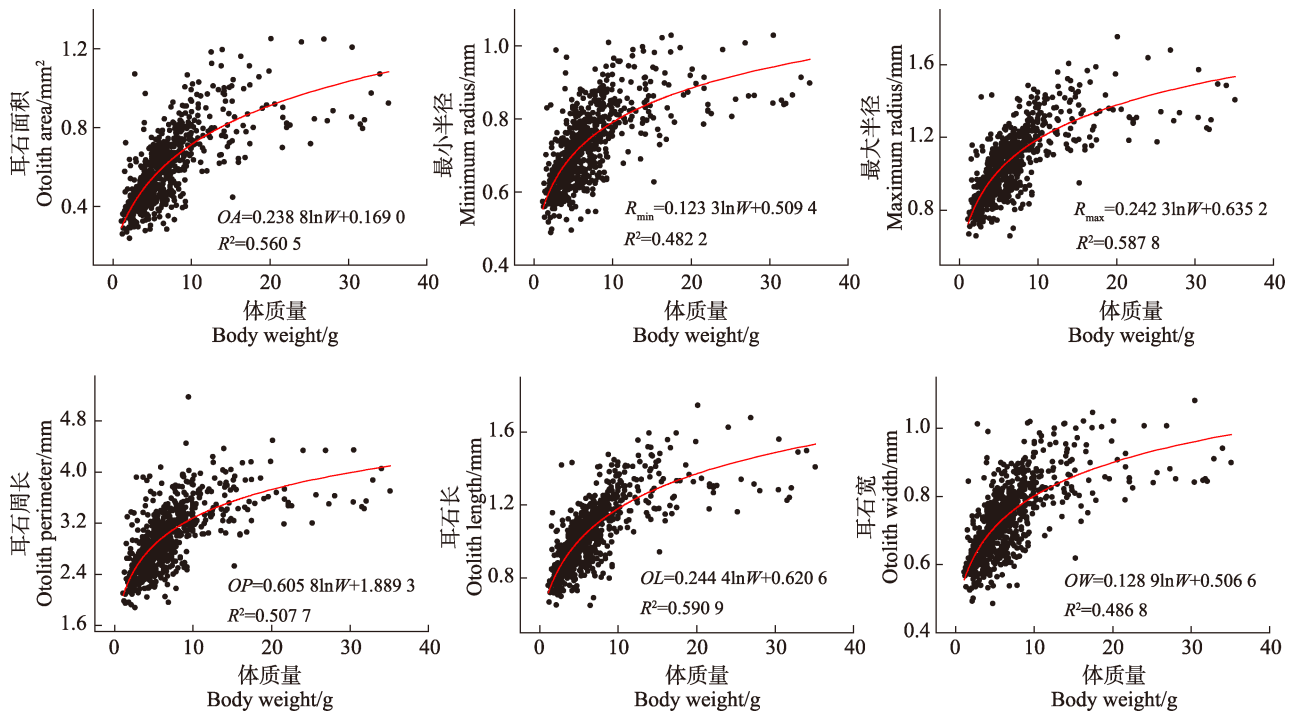 耳石面积
Otolith area/mm²
1.2
0.8
0.4
OA=0.238 8lnW+0.169 0
R²=0.560 5
0 10 20 30 40
体质量
Body weight/g
最小半径
Minimum radius/mm
1.0
0.8
0.6
0.4
Rmin=0.123 3lnW+0.509 4
R²=0.482 2
0 10 20 30 40
体质量
Body weight/g
最大半径
Maximum radius/mm
1.6
1.2
0.8
Rmax=0.242 3lnW+0.635 2
R²=0.587 8
0 10 20 30 40
体质量
Body weight/g
耳石周长
Otolith perimeter/mm
4.8
4.0
3.2
2.4
1.6
OP=0.605 8lnW+1.889 3
R²=0.507 7
0 10 20 30 40
体质量
Body weight/g
耳石长
Otolith length/mm
1.6
1.2
0.8
OL=0.244 4lnW+0.620 6
R²=0.590 9
0 10 20 30 40
体质量
Body weight/g
耳石宽
Otolith width/mm
1.0
0.8
0.6
0.4
OW=0.128 9lnW+0.506 6
R²=0.486 8
0 10 20 30 40
体质量
Body weight/g